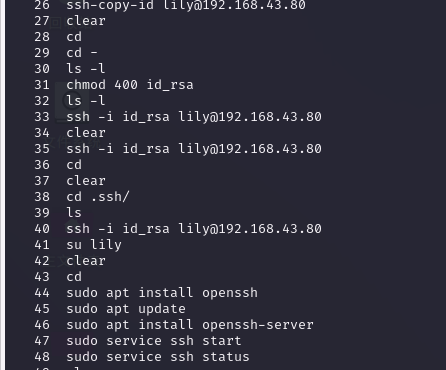 26 ssh-copy-id lily@192.168.43.80
27 clear
28 cd
29 cd -
30 ls -l
31 chmod 400 id_rsa
32 ls -l
33 ssh -i id_rsa lily@192.168.43.80
34 clear
35 ssh -i id_rsa lily@192.168.43.80
36 cd
37 clear
38 cd .ssh/
39 ls
40 ssh -i id_rsa lily@192.168.43.80
41 su lily
42 clear
43 cd
44 sudo apt install openssh
45 sudo apt update
46 sudo apt install openssh-server
47 sudo service ssh start
48 sudo service ssh status